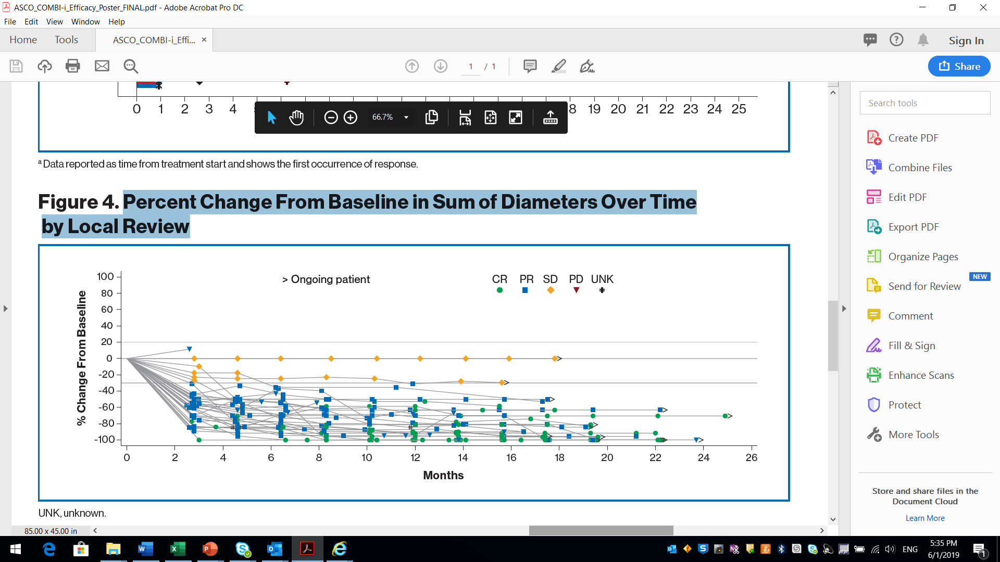 ASCO_COMBI-i_Efficacy_Poster_FINAL.pdf - Adobe Acrobat Pro DC
File Edit View Window Help
Home Tools ASCO_COMBI-i_Effi... × Sign In
1 / 1 Share
0 1 2 3 4 8 19 20 21 22 23 24 25
66.7%
a Data reported as time from treatment start and shows the first occurrence of response.
Figure 4. Percent Change From Baseline in Sum of Diameters Over Time
by Local Review
> Ongoing patient
CR PR SD PD UNK
100
80
60
40
20
0
-20
-40
-60
-80
-100
% Change From Baseline
0 2 4 6 8 10 12 14 16 18 20 22 24 26
Months
UNK, unknown.
85.00 x 45.00 in
Search tools
Create PDF
Combine Files
Edit PDF
Export PDF
Organize Pages
NEW
Send for Review
Comment
Fill & Sign
Enhance Scans
Protect
More Tools
Store and share files in the
Document Cloud
Learn More
ENG
5:35 PM
6/1/2019
1